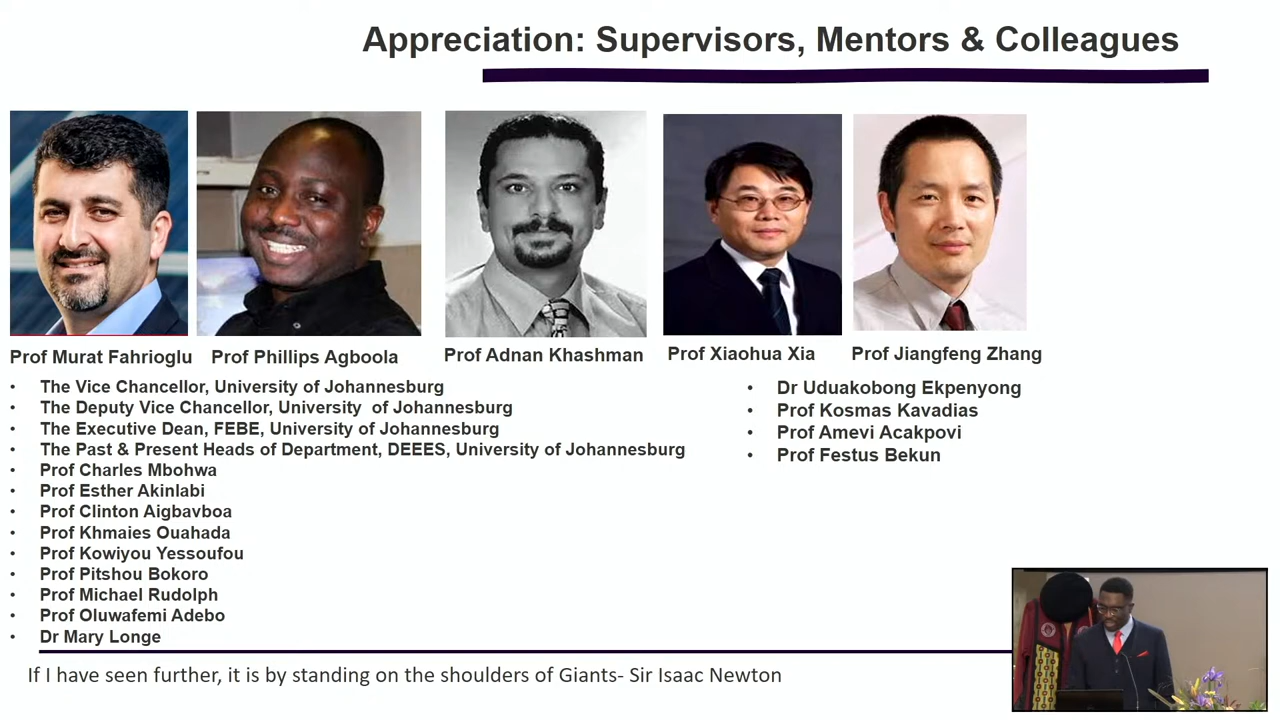 Appreciation: Supervisors, Mentors & Colleagues
Prof Murat Fahrioglu
Prof Phillips Agboola
Prof Adnan Khashman
Prof Xiaohua Xia
Prof Jiangfeng Zhang
• The Vice Chancellor, University of Johannesburg
• The Deputy Vice Chancellor, University of Johannesburg
• The Executive Dean, FEBE, University of Johannesburg
• The Past & Present Heads of Department, DEEES, University of Johannesburg
• Prof Charles Mbohwa
• Prof Esther Akinlabi
• Prof Clinton Aigbavboa
• Prof Khmaies Ouahada
• Prof Kowiyou Yessoufou
• Prof Pitshou Bokoro
• Prof Michael Rudolph
• Prof Oluwafemi Adebo
• Dr Mary Longe
• Dr Uduakobong Ekpenyong
• Prof Kosmas Kavadias
• Prof Amevi Acakpovi
• Prof Festus Bekun
If I have seen further, it is by standing on the shoulders of Giants- Sir Isaac Newton